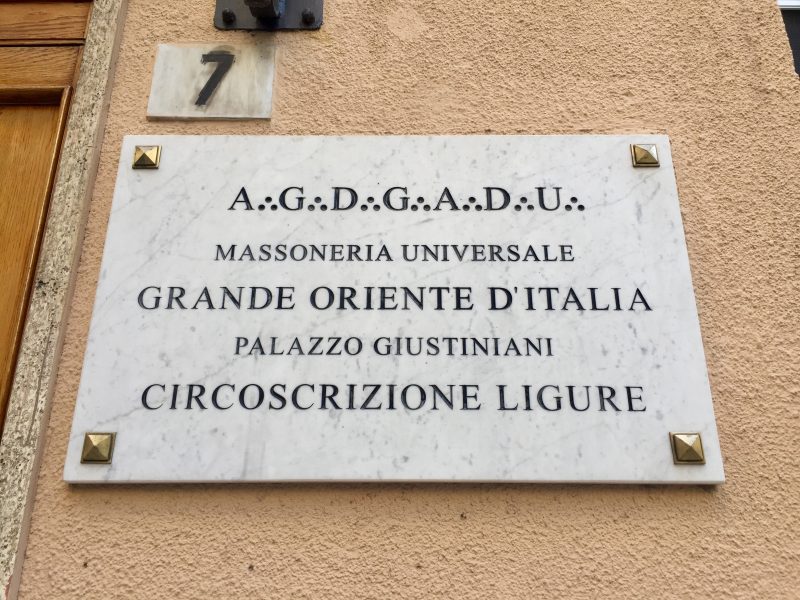 7
A∴G∴D∴G∴A∴D∴U∴
MASSONERIA UNIVERSALE
GRANDE ORIENTE D'ITALIA
PALAZZO GIUSTINIANI
CIRCOSCRIZIONE LIGURE